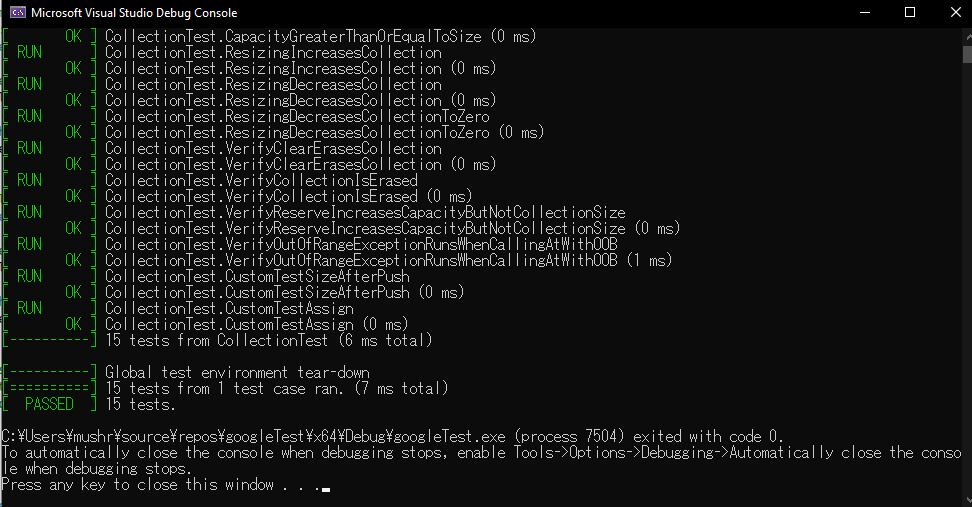 Microsoft Visual Studio Debug Console
[       OK ] CollectionTest.CapacityGreaterThanOrEqualToSize (0 ms)
[ RUN      ] CollectionTest.ResizingIncreasesCollection
[       OK ] CollectionTest.ResizingIncreasesCollection (0 ms)
[ RUN      ] CollectionTest.ResizingDecreasesCollection
[       OK ] CollectionTest.ResizingDecreasesCollection (0 ms)
[ RUN      ] CollectionTest.ResizingDecreasesCollectionToZero
[       OK ] CollectionTest.ResizingDecreasesCollectionToZero (0 ms)
[ RUN      ] CollectionTest.VerifyClearErasesCollection
[       OK ] CollectionTest.VerifyClearErasesCollection (0 ms)
[ RUN      ] CollectionTest.VerifyCollectionIsErased
[       OK ] CollectionTest.VerifyCollectionIsErased (0 ms)
[ RUN      ] CollectionTest.VerifyReserveIncreasesCapacityButNotCollectionSize
[       OK ] CollectionTest.VerifyReserveIncreasesCapacityButNotCollectionSize (0 ms)
[ RUN      ] CollectionTest.VerifyOutOfRangeExceptionRunsWhenCallingAtWithOOB
[       OK ] CollectionTest.VerifyOutOfRangeExceptionRunsWhenCallingAtWithOOB (1 ms)
[ RUN      ] CollectionTest.CustomTestSizeAfterPush
[       OK ] CollectionTest.CustomTestSizeAfterPush (0 ms)
[ RUN      ] CollectionTest.CustomTestAssign
[       OK ] CollectionTest.CustomTestAssign (0 ms)
[----------] 15 tests from CollectionTest (6 ms total)
[----------] Global test environment tear-down
[==========] 15 tests from 1 test case ran. (7 ms total)
[  PASSED  ] 15 tests.
C:¥Users¥mushr¥source¥repos¥googleTest¥x64¥Debug¥googleTest.exe (process 7504) exited with code 0.
To automatically close the console when debugging stops, enable Tools->Options->Debugging->Automatically close the conso
le when debugging stops.
Press any key to close this window . . .